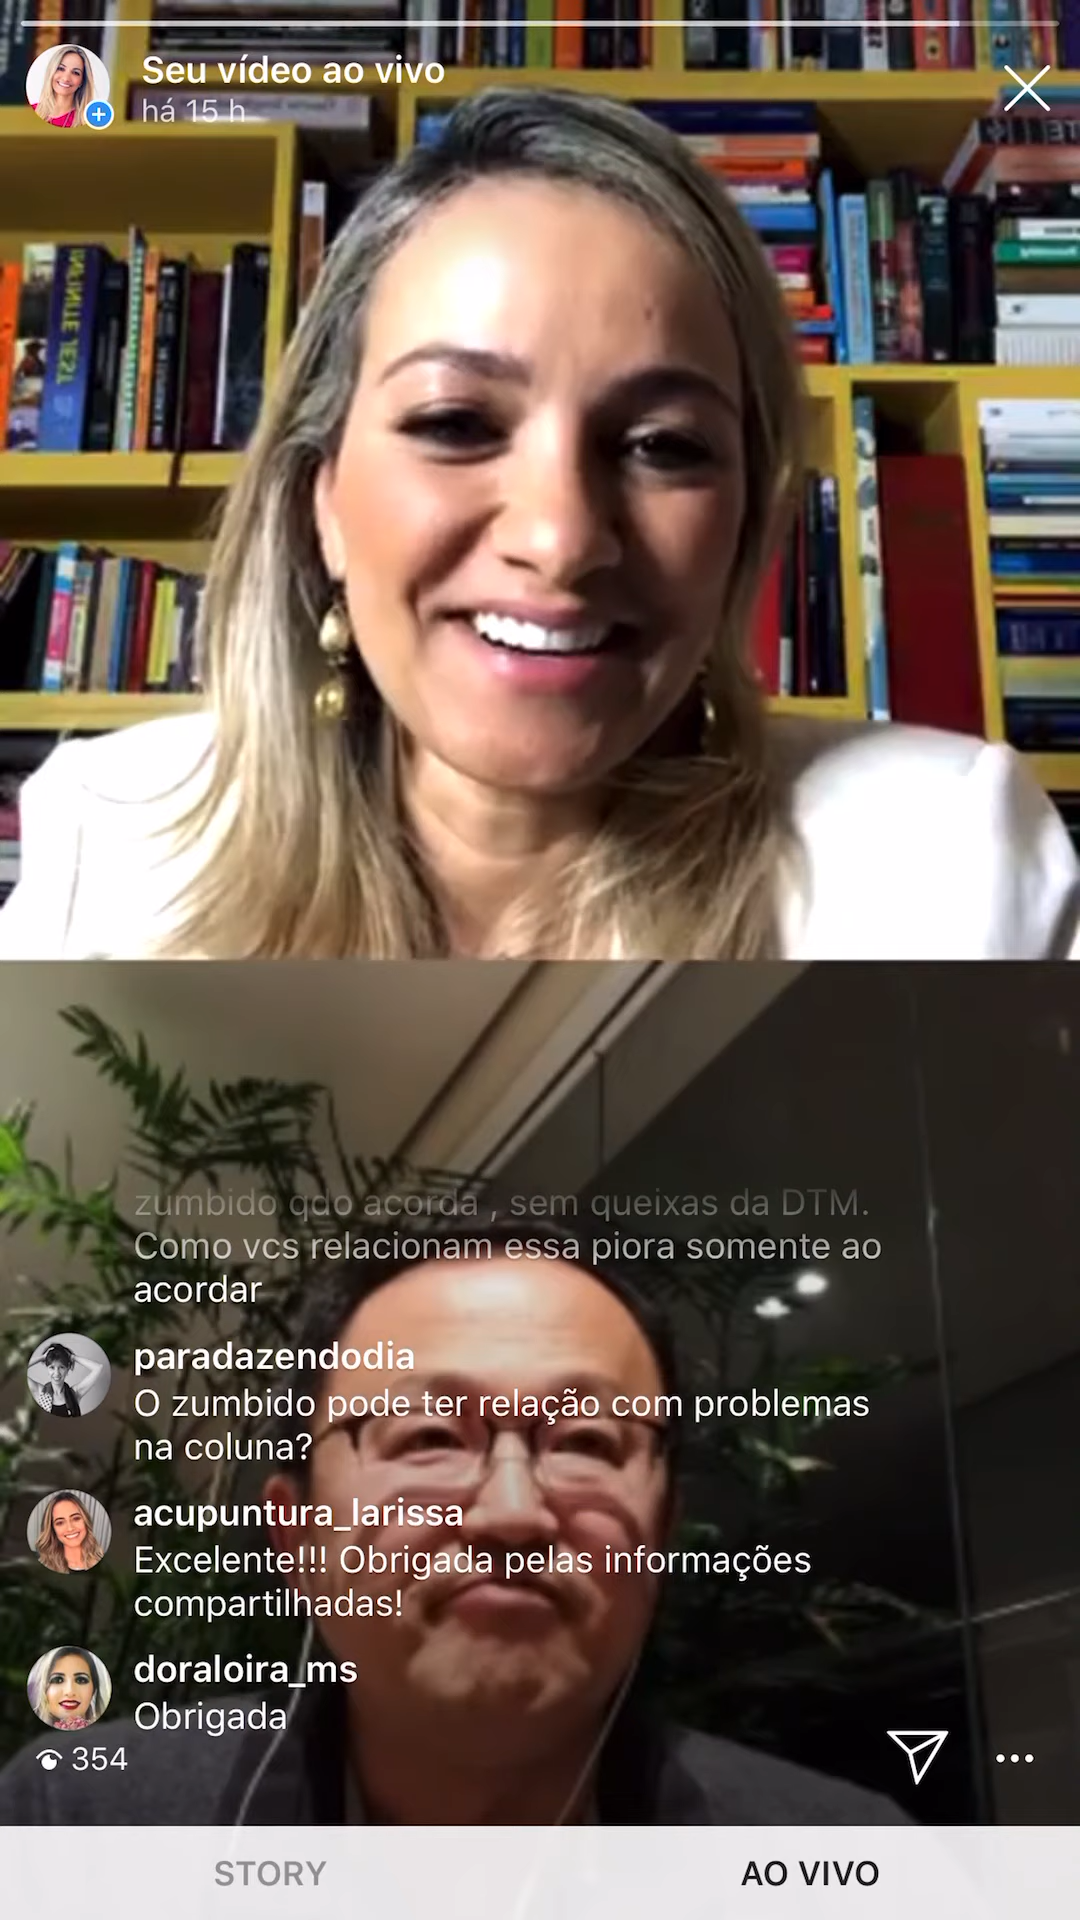 Seu vídeo ao vivo
há 15 h
INFINITE JEST
zumbido qdo acorda , sem queixas da DTM.
Como vcs relacionam essa piora somente ao
acordar
paradazendodia
O zumbido pode ter relação com problemas
na coluna?
acupuntura_larissa
Excelente!!! Obrigada pelas informações
compartilhadas!
doraloira_ms
Obrigada
354
STORY
AO VIVO